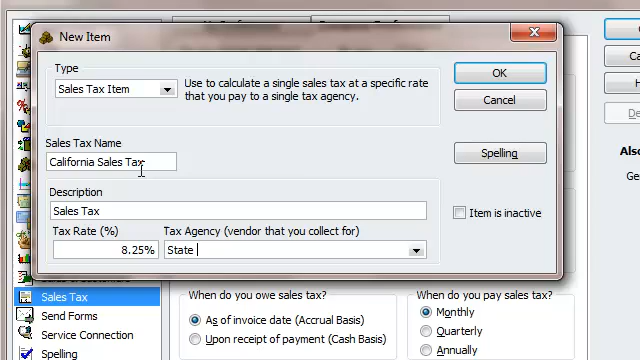 New Item
Type
Sales Tax Item
Use to calculate a single sales tax at a specific rate
that you pay to a single tax agency.
OK
Cancel
Spelling
Sales Tax Name
California Sales Tax
Description
Sales Tax
Item is inactive
Tax Rate (%)
Tax Agency (vendor that you collect for)
8.25%
State
Also
Sales Tax
Send Forms
Service Connection
Spelling
When do you owe sales tax?
As of invoice date (Accrual Basis)
Upon receipt of payment (Cash Basis)
When do you pay sales tax?
Monthly
Quarterly
Annually